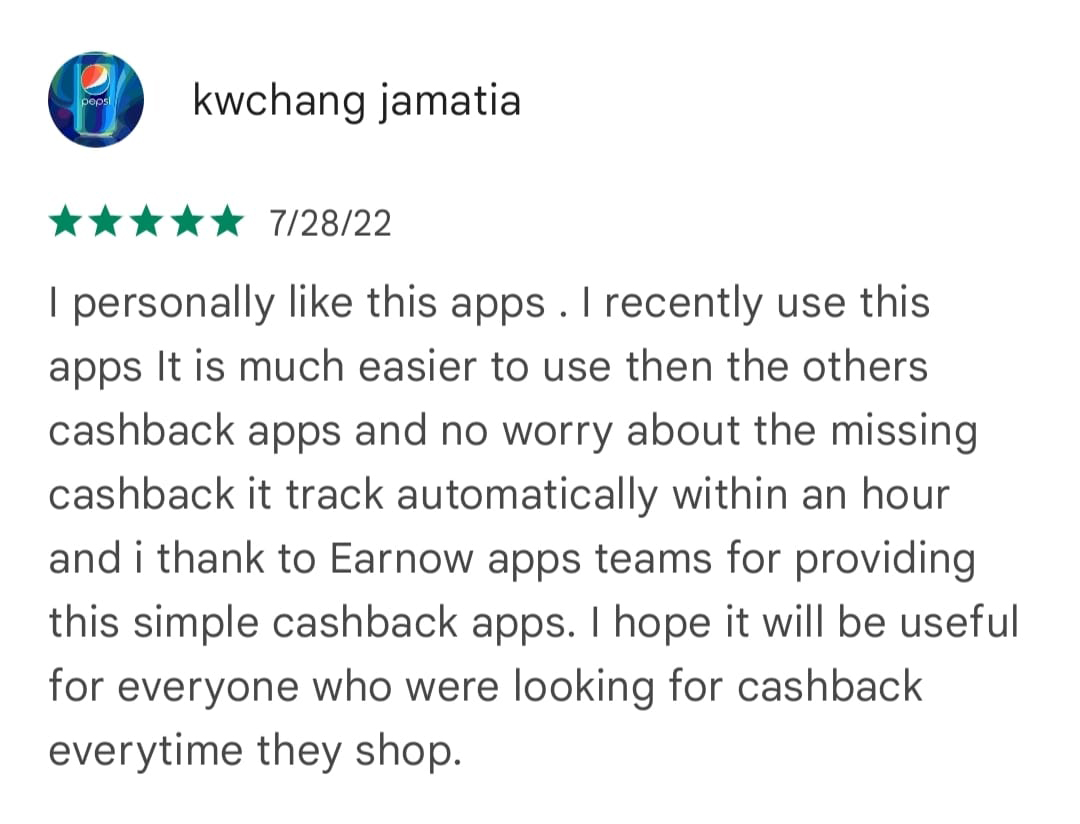 pepsi
kwchang jamatia
7/28/22
I personally like this apps . I recently use this
apps It is much easier to use then the others
cashback apps and no worry about the missing
cashback it track automatically within an hour
and i thank to Earnow apps teams for providing
this simple cashback apps. I hope it will be useful
for everyone who were looking for cashback
everytime they shop.